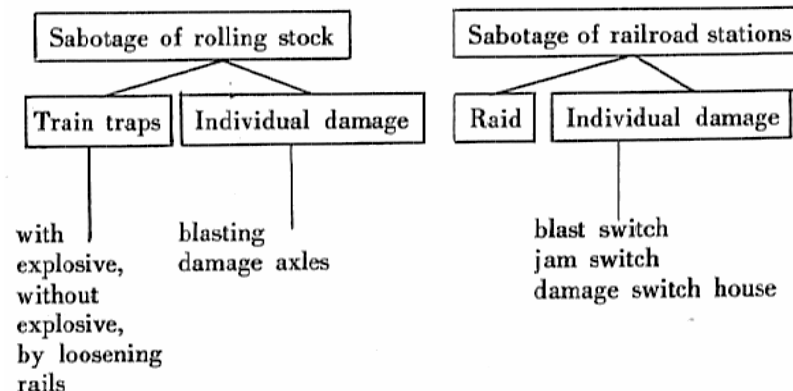 Sabotage of rolling stock
Train traps
Individual damage
with
explosive,
without
explosive,
by loosening
rails
blasting
damage axles
Sabotage of railroad stations
Raid
Individual damage
blast switch
jam switch
damage switch house